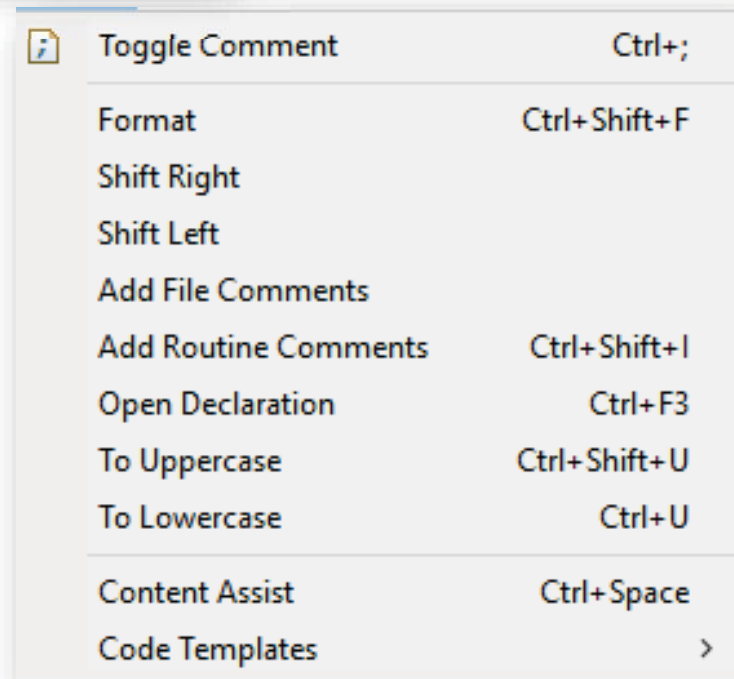 Toggle Comment Ctrl+;
Format Ctrl+Shift+F
Shift Right
Shift Left
Add File Comments
Add Routine Comments Ctrl+Shift+I
Open Declaration Ctrl+F3
To Uppercase Ctrl+Shift+U
To Lowercase Ctrl+U
Content Assist Ctrl+Space
Code Templates >